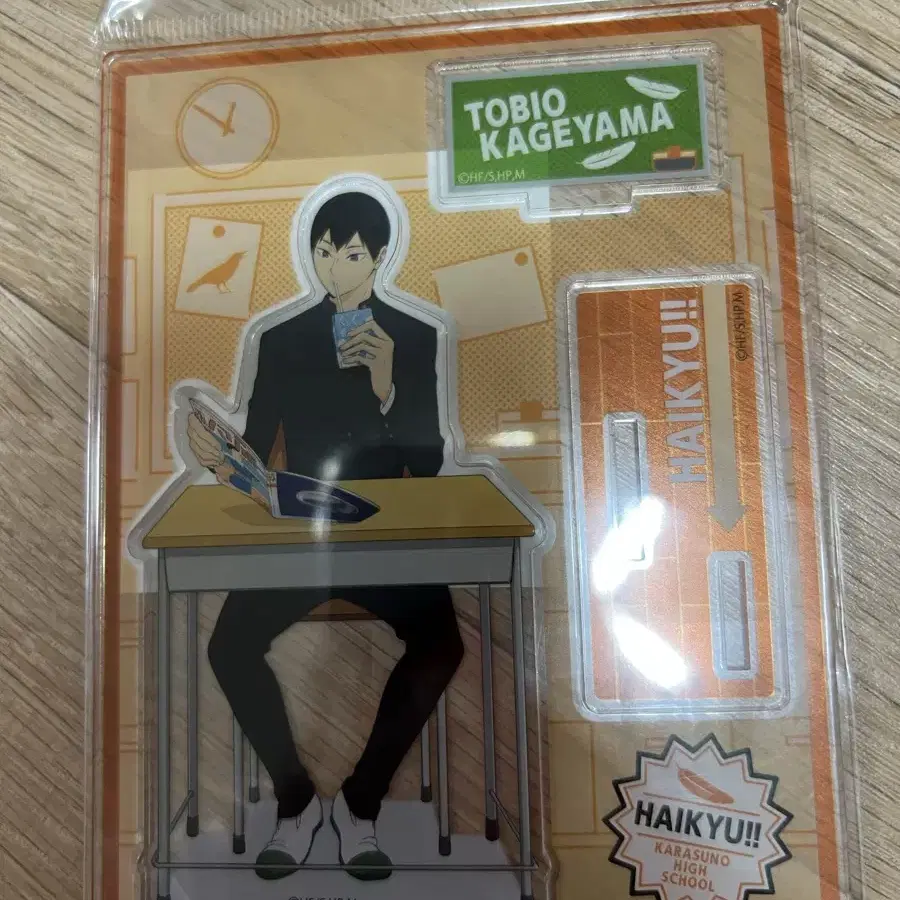 TOBIO
KAGEYAMA
©HF/S,HP,M
HAIKYU!!
©HF/S,HP,M
HAIKYU!!
KARASUNO
HIGH
SCHOOL